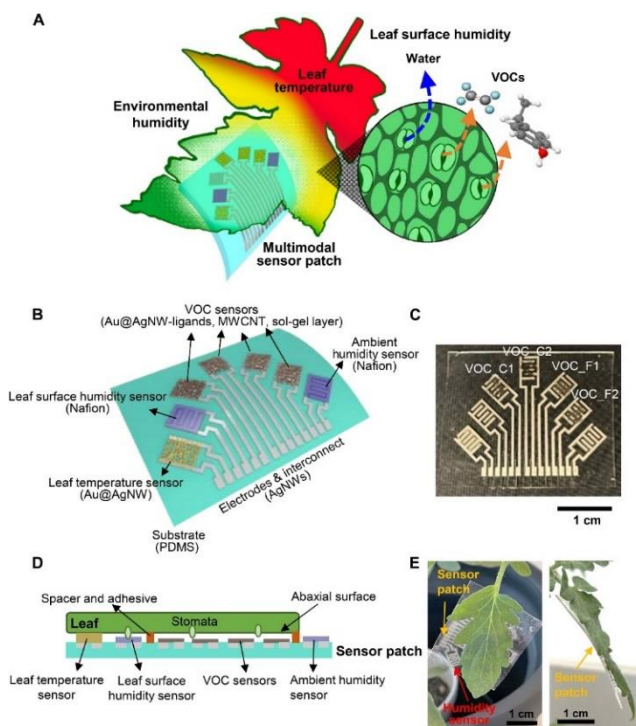 A
Leaf surface humidity
Water
VOCs
Leaf
temperature
Environmental
humidity
Multimodal
sensor patch
B
VOC sensors
(Au@AgNW-ligands, MWCNT, sol-gel layer)
Ambient
humidity sensor
(Nafion)
Leaf surface humidity sensor
(Nafion)
Leaf temperature
sensor
(Au@AgNW)
Substrate
(PDMS)
Electrodes & interconnect
(AgNWs)
C
VOC_C2
VOC_C1
VOC_F1
VOC_F2
1 cm
D
Spacer and adhesive
Abaxial surface
Leaf
Stomata
Sensor patch
Leaf temperature
sensor
Leaf surface
humidity sensor
VOC sensors
Ambient humidity
sensor
E
Sensor
patch
Humidity
sensor
1 cm
Sensor
patch
1 cm